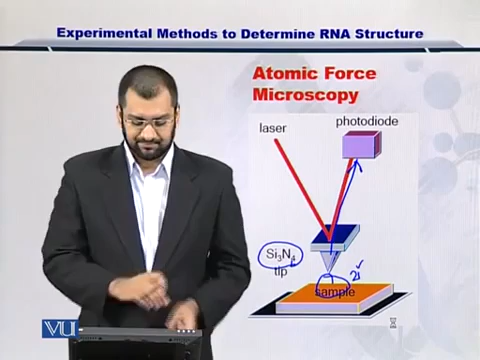 Experimental Methods to Determine RNA Structure
Atomic Force
Microscopy
laser
photodiode
Si₃N₄
tip
sample
VU